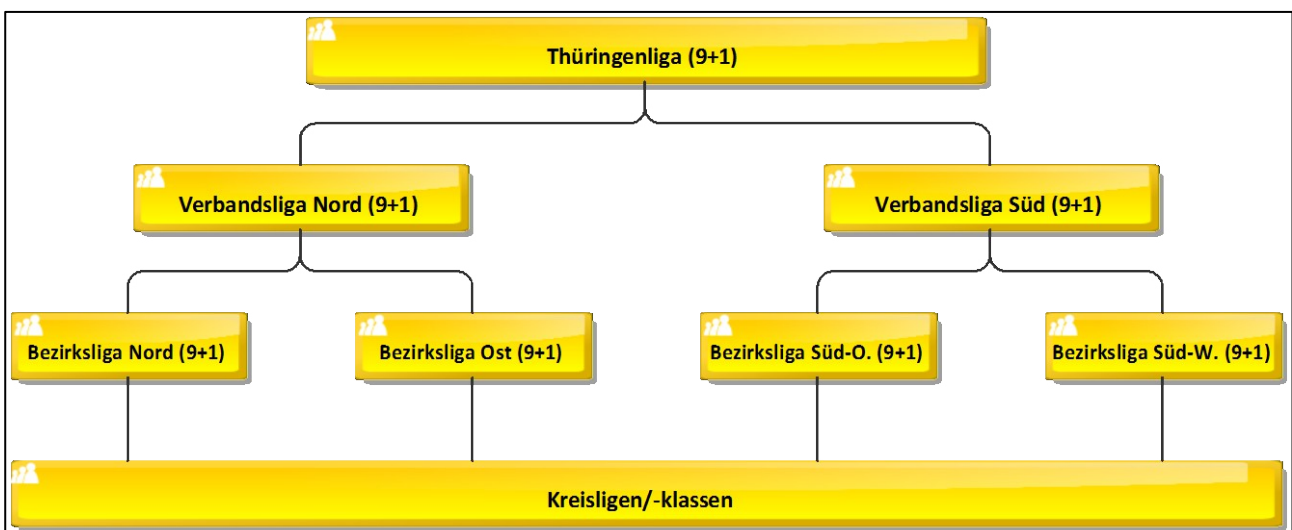 Thüringenliga (9+1)
Verbandsliga Nord (9+1)
Verbandsliga Süd (9+1)
Bezirksliga Nord (9+1)
Bezirksliga Ost (9+1)
Bezirksliga Süd-O. (9+1)
Bezirksliga Süd-W. (9+1)
Kreisligen/-klassen